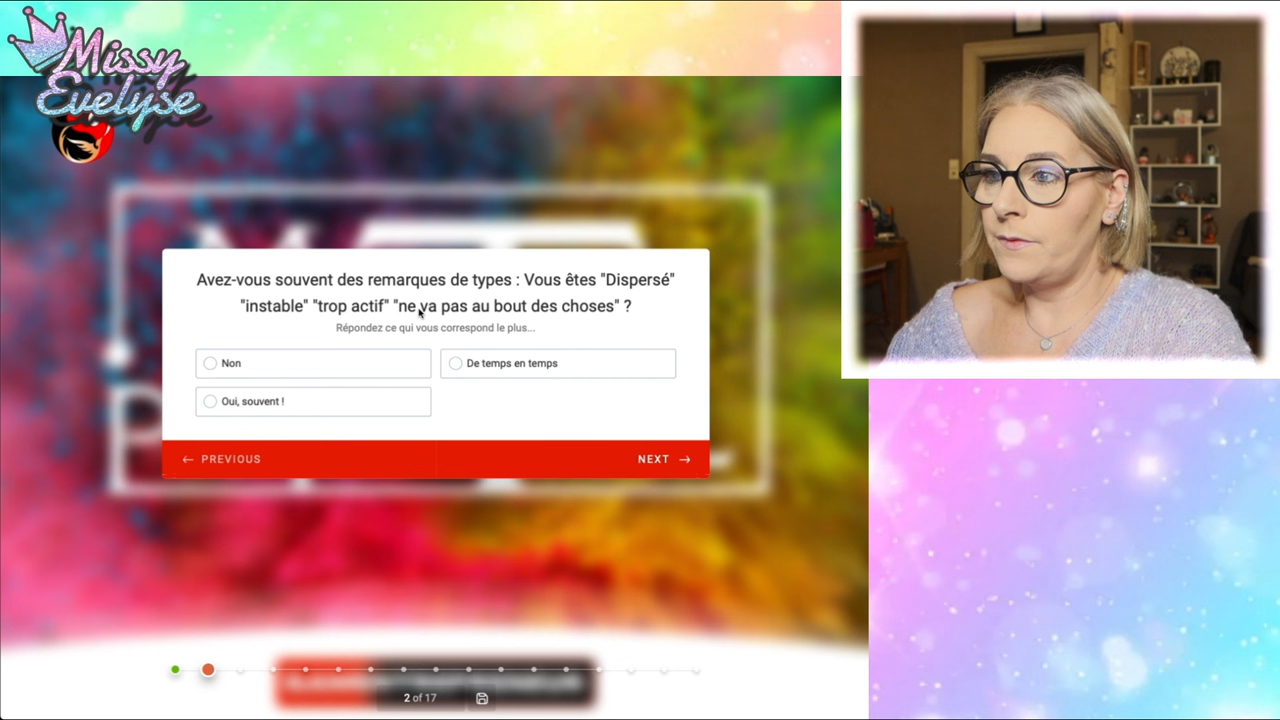 Missy
Evelyse
Avez-vous souvent des remarques de types : Vous êtes "Dispersé"
"instable" "trop actif" "ne va pas au bout des choses" ?
Répondez ce qui vous correspond le plus...
Non
De temps en temps
Oui, souvent !
← PREVIOUS
NEXT →
2 of 17